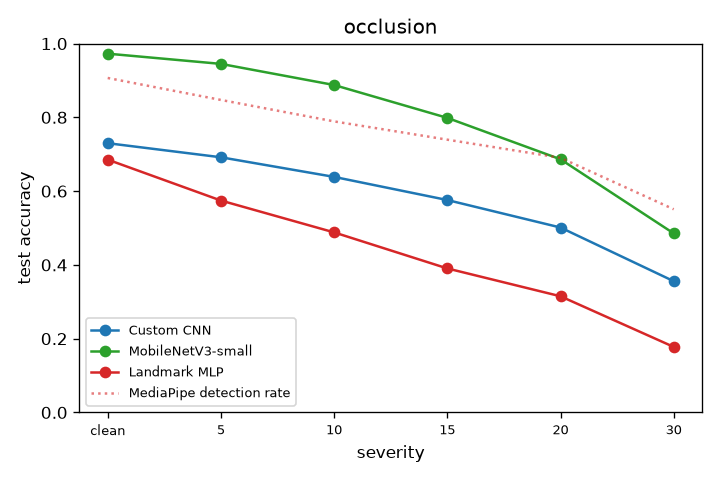 occlusion
test accuracy
1.0
0.8
0.6
0.4
0.2
0.0
Custom CNN
MobileNetV3-small
Landmark MLP
MediaPipe detection rate
clean 5 10 15 20 30
severity